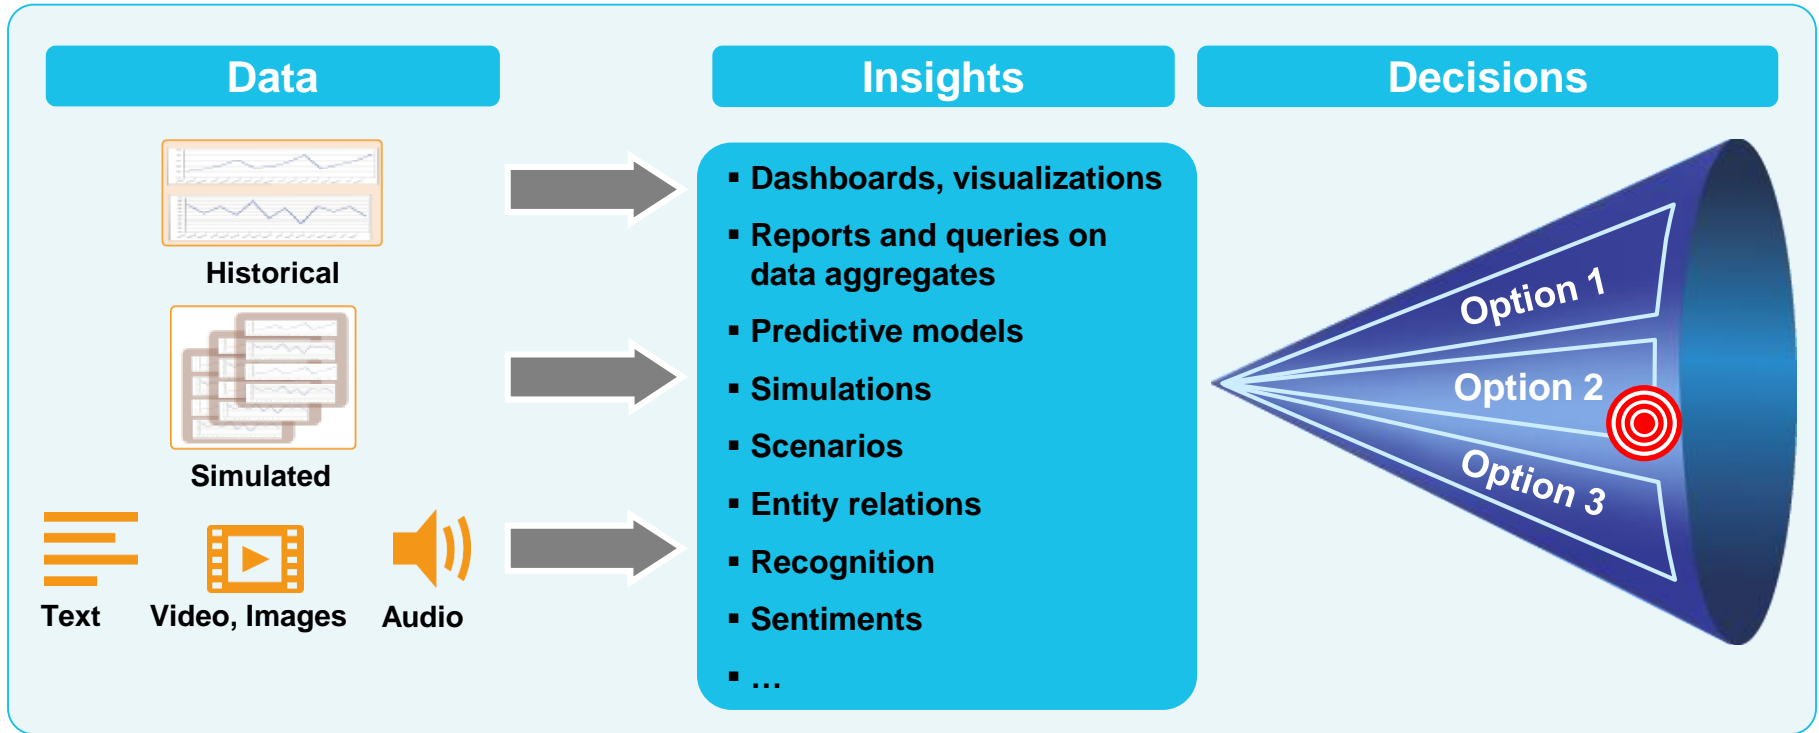 Data
Insights
Decisions
Historical
Simulated
Text
Video, Images
Audio
▪ Dashboards, visualizations
▪ Reports and queries on
data aggregates
▪ Predictive models
▪ Simulations
▪ Scenarios
▪ Entity relations
▪ Recognition
▪ Sentiments
▪ …
Option 1
Option 2
Option 3